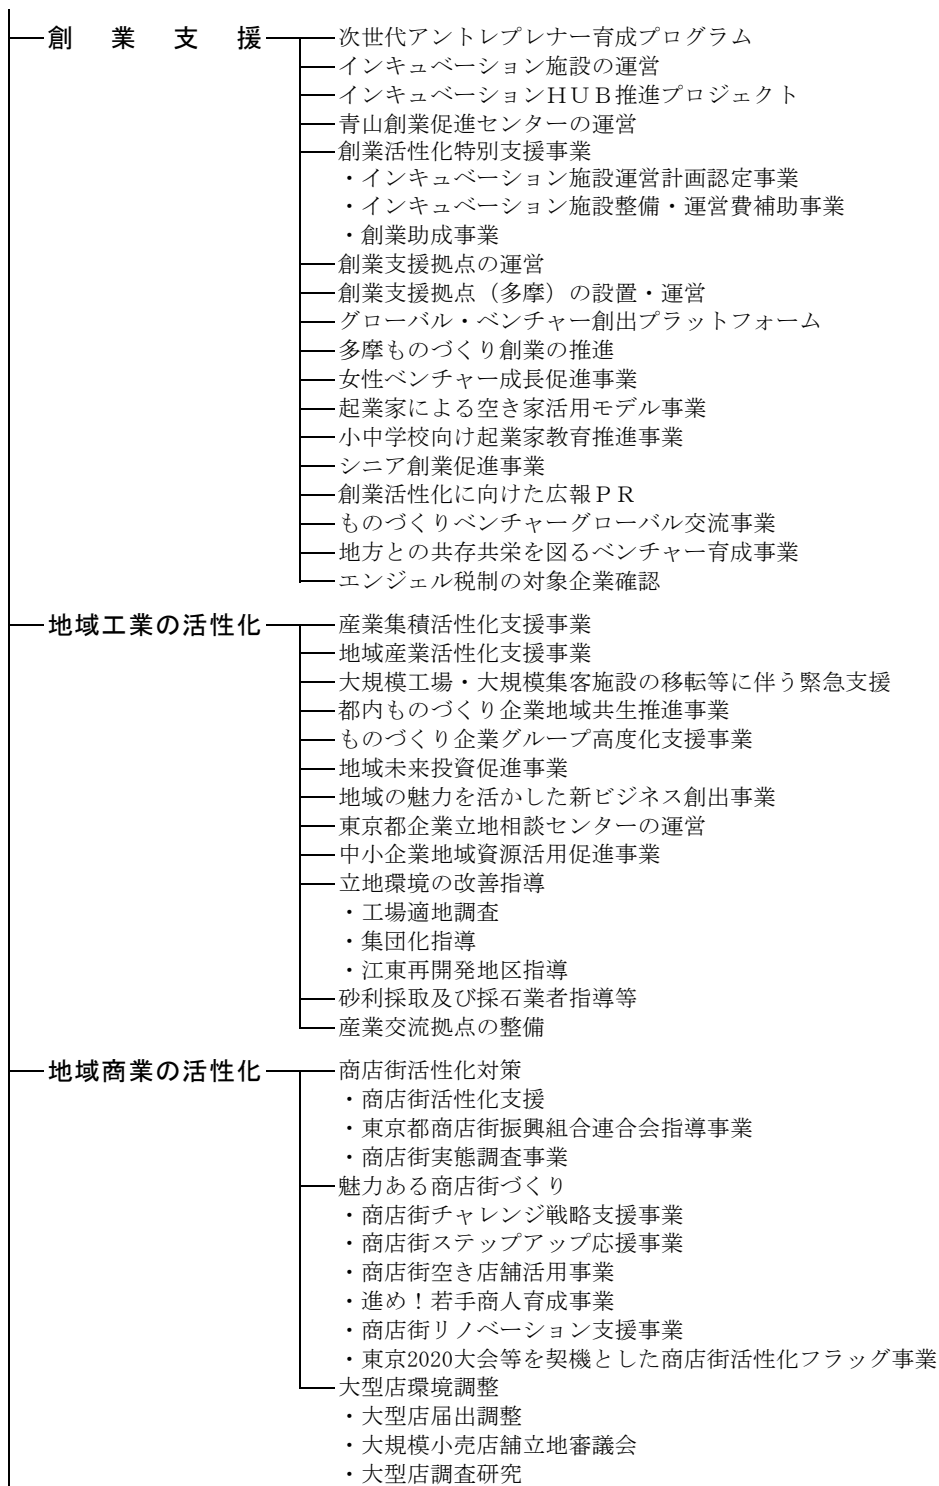 創業支援
次世代アントレプレナー育成プログラム
インキュベーション施設の運営
インキュベーションＨＵＢ推進プロジェクト
青山創業促進センターの運営
創業活性化特別支援事業
・インキュベーション施設運営計画認定事業
・インキュベーション施設整備・運営費補助事業
・創業助成事業
創業支援拠点の運営
創業支援拠点（多摩）の設置・運営
グローバル・ベンチャー創出プラットフォーム
多摩ものづくり創業の推進
女性ベンチャー成長促進事業
起業家による空き家活用モデル事業
小中学校向け起業家教育推進事業
シニア創業促進事業
創業活性化に向けた広報ＰＲ
ものづくりベンチャーグローバル交流事業
地方との共存共栄を図るベンチャー育成事業
エンジェル税制の対象企業確認
地域工業の活性化
産業集積活性化支援事業
地域産業活性化支援事業
大規模工場・大規模集客施設の移転等に伴う緊急支援
都内ものづくり企業地域共生推進事業
ものづくり企業グループ高度化支援事業
地域未来投資促進事業
地域の魅力を活かした新ビジネス創出事業
東京都企業立地相談センターの運営
中小企業地域資源活用促進事業
立地環境の改善指導
・工場適地調査
・集団化指導
・江東再開発地区指導
砂利採取及び採石業者指導等
産業交流拠点の整備
地域商業の活性化
商店街活性化対策
・商店街活性化支援
・東京都商店街振興組合連合会指導事業
・商店街実態調査事業
魅力ある商店街づくり
・商店街チャレンジ戦略支援事業
・商店街ステップアップ応援事業
・商店街空き店舗活用事業
・進め！若手商人育成事業
・商店街リノベーション支援事業
・東京2020大会等を契機とした商店街活性化フラッグ事業
大型店環境調整
・大型店届出調整
・大規模小売店舗立地審議会
・大型店調査研究